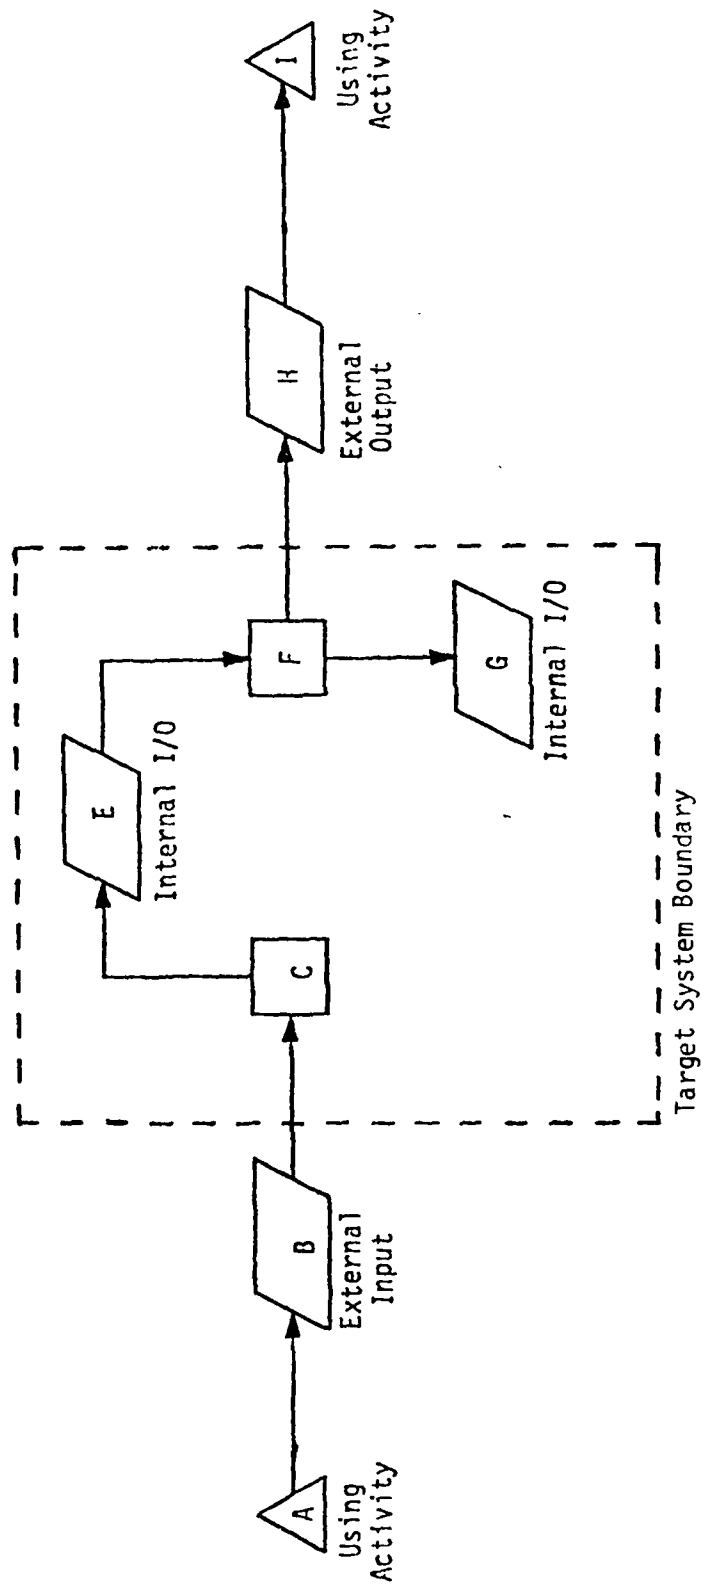 A
Using
Activity
B
External
Input
C
E
Internal I/O
F
G
Internal I/O
Target System Boundary
H
External
Output
I
Using
Activity